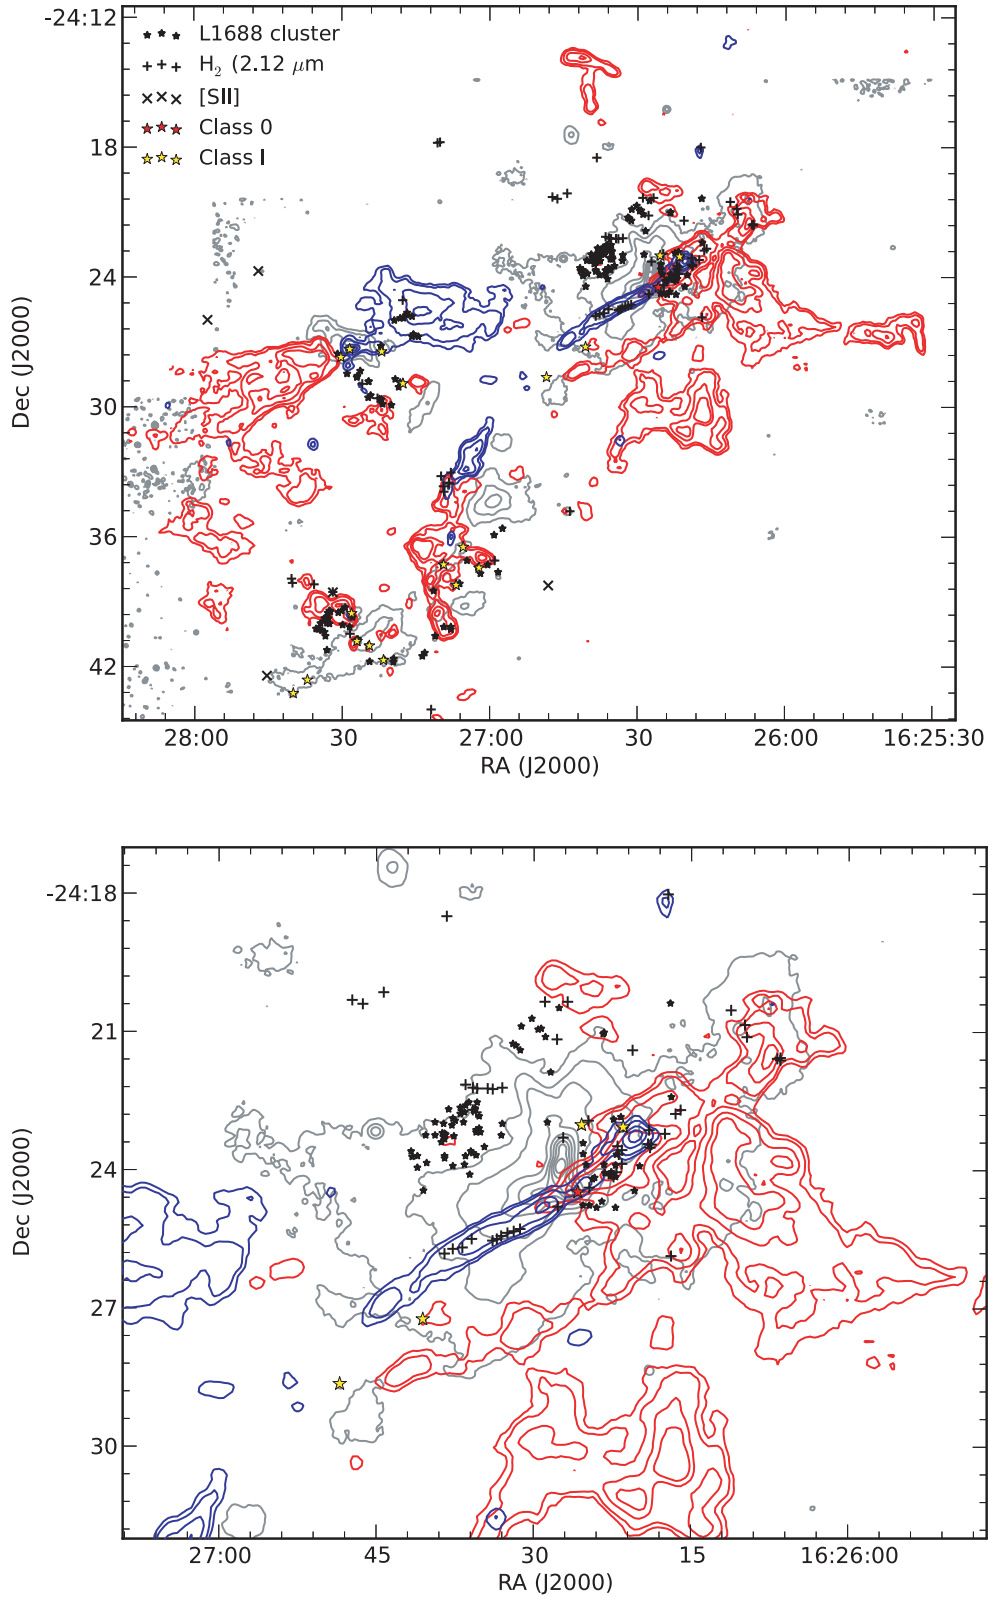 -24:12
L1688 cluster
H2 (2.12 μm
[SII]
Class 0
Class I
18
24
30
36
42
Dec (J2000)
28:00
30
27:00
30
26:00
16:25:30
RA (J2000)
-24:18
21
24
27
30
Dec (J2000)
27:00
45
30
15
16:26:00
RA (J2000)